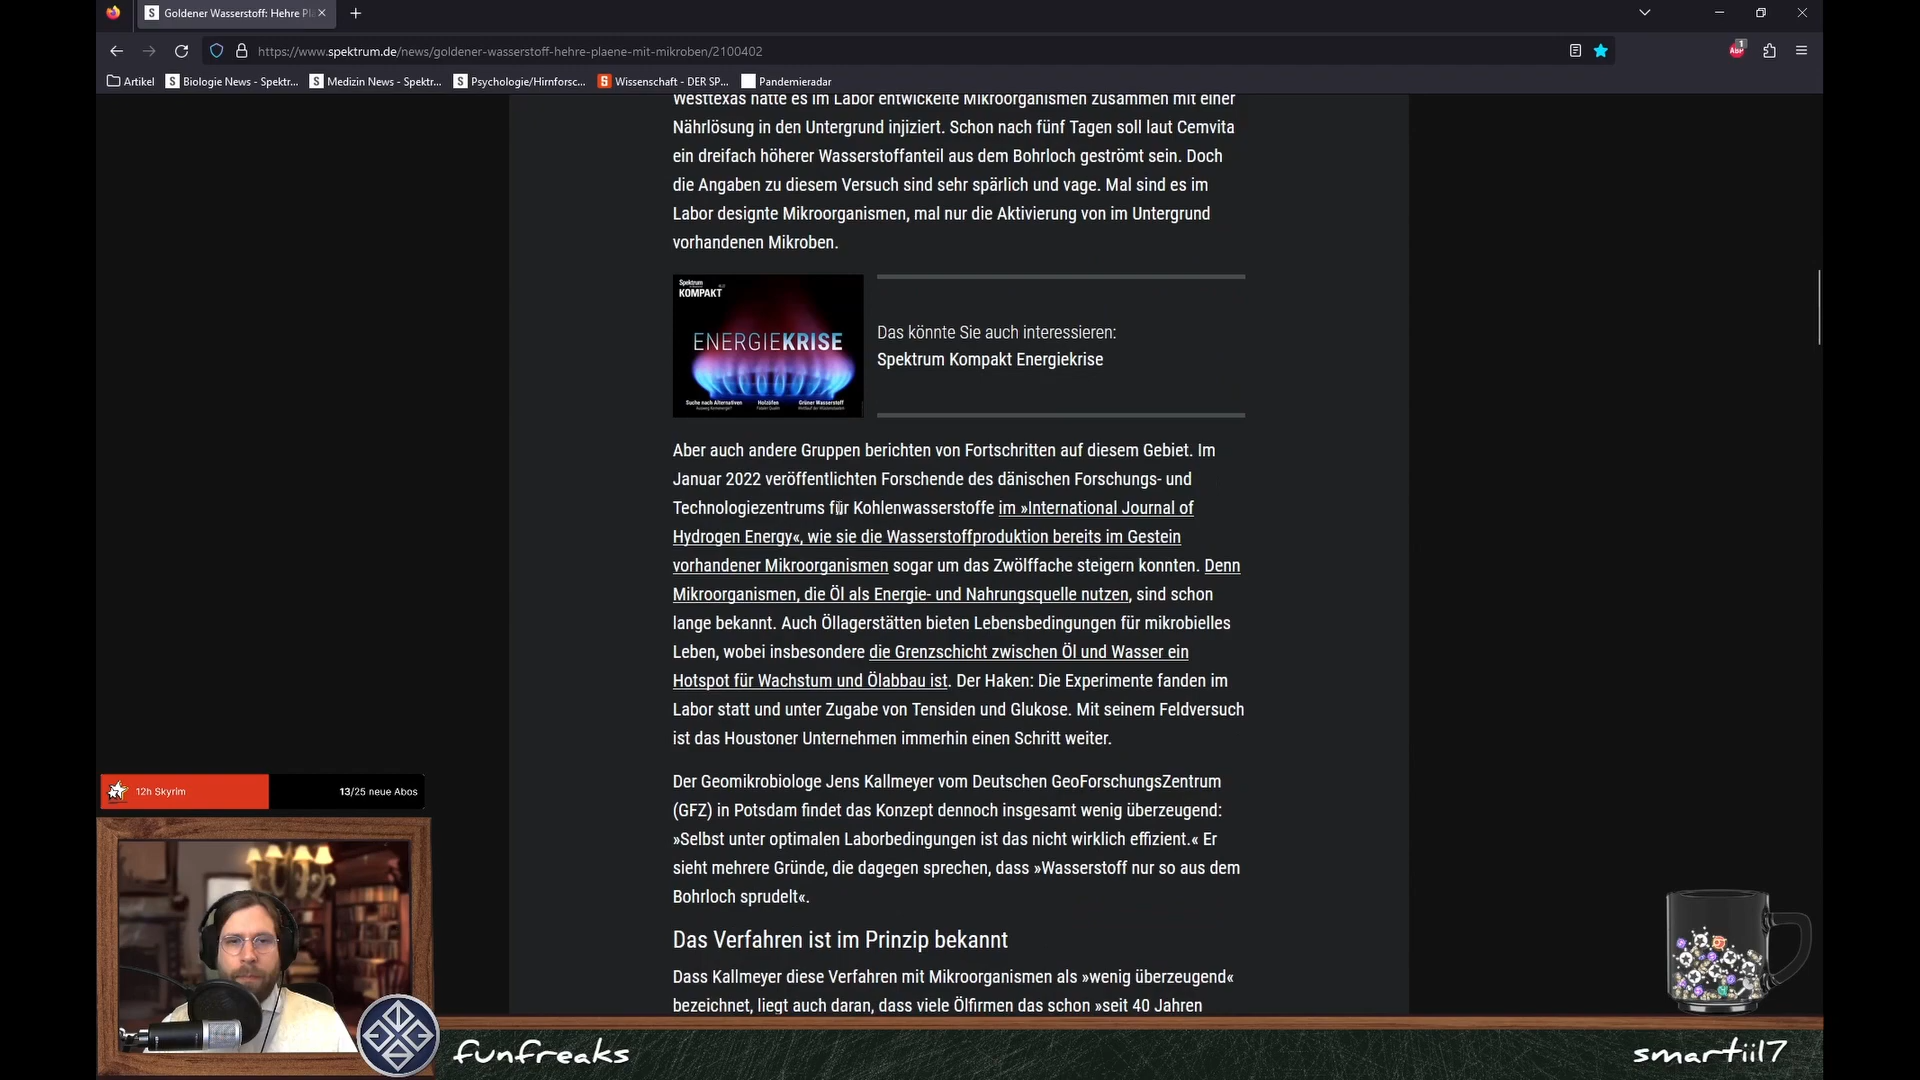 Goldener Wasserstoff: Hehre Pl
https://www.spektrum.de/news/goldener-wasserstoff-hehre-plaene-mit-mikroben/2100402
ABP
1
Artikel
Biologie News - Spektr...
Medizin News - Spektr...
Psychologie/Hirnforsc...
Wissenschaft - DER SP...
Pandemieradar
Westtexas hatte es im Labor entwickelte Mikroorganismen zusammen mit einer
Nährlösung in den Untergrund injiziert. Schon nach fünf Tagen soll laut Cemvita
ein dreifach höherer Wasserstoffanteil aus dem Bohrloch geströmt sein. Doch
die Angaben zu diesem Versuch sind sehr spärlich und vage. Mal sind es im
Labor designte Mikroorganismen, mal nur die Aktivierung von im Untergrund
vorhandenen Mikroben.
Spektrum
KOMPAKT
ENERGIEKRISE
Suche nach Alternativen
Holzöfen
Grüner Wasserstoff
Das könnte Sie auch interessieren:
Spektrum Kompakt Energiekrise
Aber auch andere Gruppen berichten von Fortschritten auf diesem Gebiet. Im
Januar 2022 veröffentlichten Forschende des dänischen Forschungs- und
Technologiezentrums für Kohlenwasserstoffe im »International Journal of
Hydrogen Energy«, wie sie die Wasserstoffproduktion bereits im Gestein
vorhandener Mikroorganismen sogar um das Zwölffache steigern konnten. Denn
Mikroorganismen, die Öl als Energie- und Nahrungsquelle nutzen, sind schon
lange bekannt. Auch Öllagerstätten bieten Lebensbedingungen für mikrobielles
Leben, wobei insbesondere die Grenzschicht zwischen Öl und Wasser ein
Hotspot für Wachstum und Ölabbau ist. Der Haken: Die Experimente fanden im
Labor statt und unter Zugabe von Tensiden und Glukose. Mit seinem Feldversuch
ist das Houstoner Unternehmen immerhin einen Schritt weiter.
Der Geomikrobiologe Jens Kallmeyer vom Deutschen GeoForschungsZentrum
(GFZ) in Potsdam findet das Konzept dennoch insgesamt wenig überzeugend:
»Selbst unter optimalen Laborbedingungen ist das nicht wirklich effizient.« Er
sieht mehrere Gründe, die dagegen sprechen, dass »Wasserstoff nur so aus dem
Bohrloch sprudelt«.
Das Verfahren ist im Prinzip bekannt
Dass Kallmeyer diese Verfahren mit Mikroorganismen als »wenig überzeugend«
bezeichnet, liegt auch daran, dass viele Ölfirmen das schon »seit 40 Jahren
12h Skyrim
13/25 neue Abos
funfreaks
smartiil7